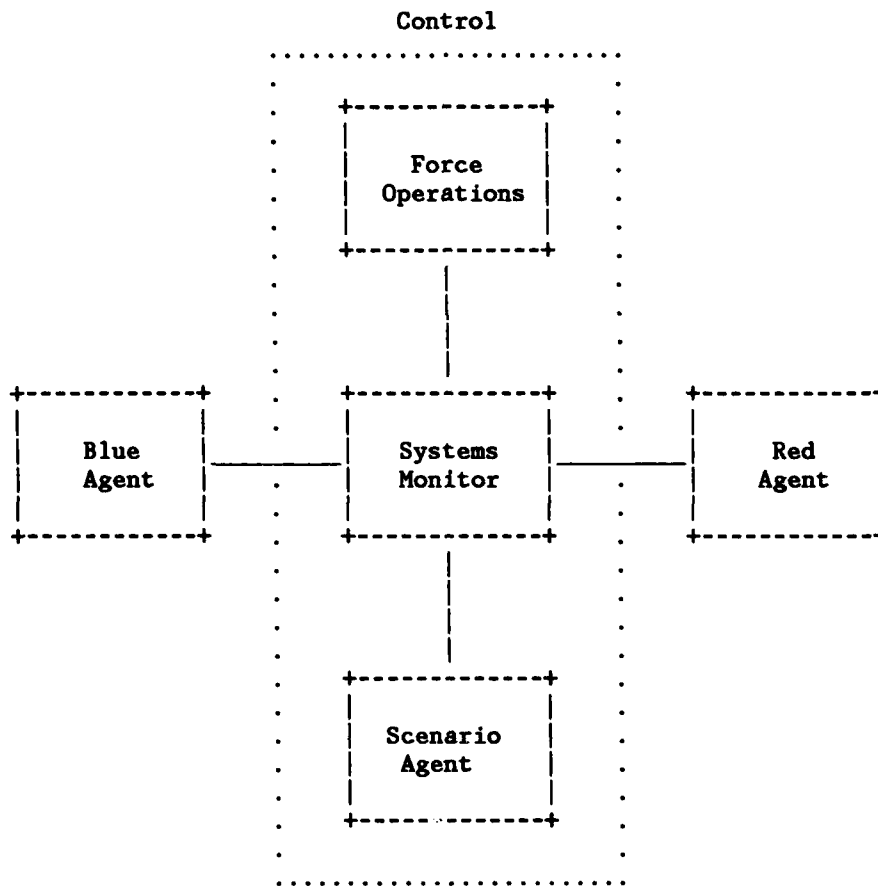 Control
Force
Operations
Blue
Agent
Systems
Monitor
Red
Agent
Scenario
Agent